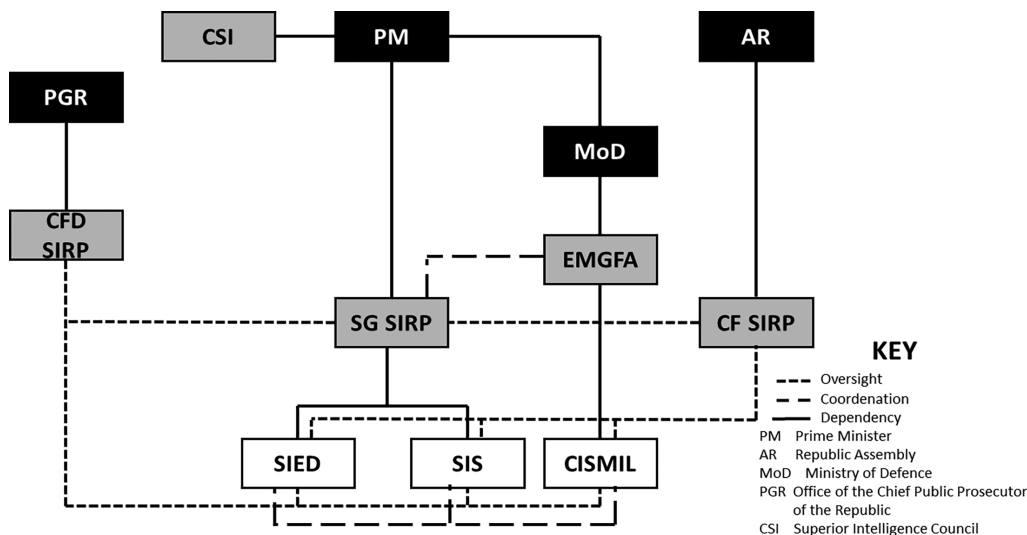 CSI
PM
AR
PGR
MoD
CFD
SIRP
EMGFA
SG SIRP
CF SIRP
SIED
SIS
CISMIL
KEY
Oversight
Coordenation
Dependency
PM Prime Minister
AR Republic Assembly
MoD Ministry of Defence
PGR Office of the Chief Public Prosecutor
of the Republic
CSI Superior Intelligence Council